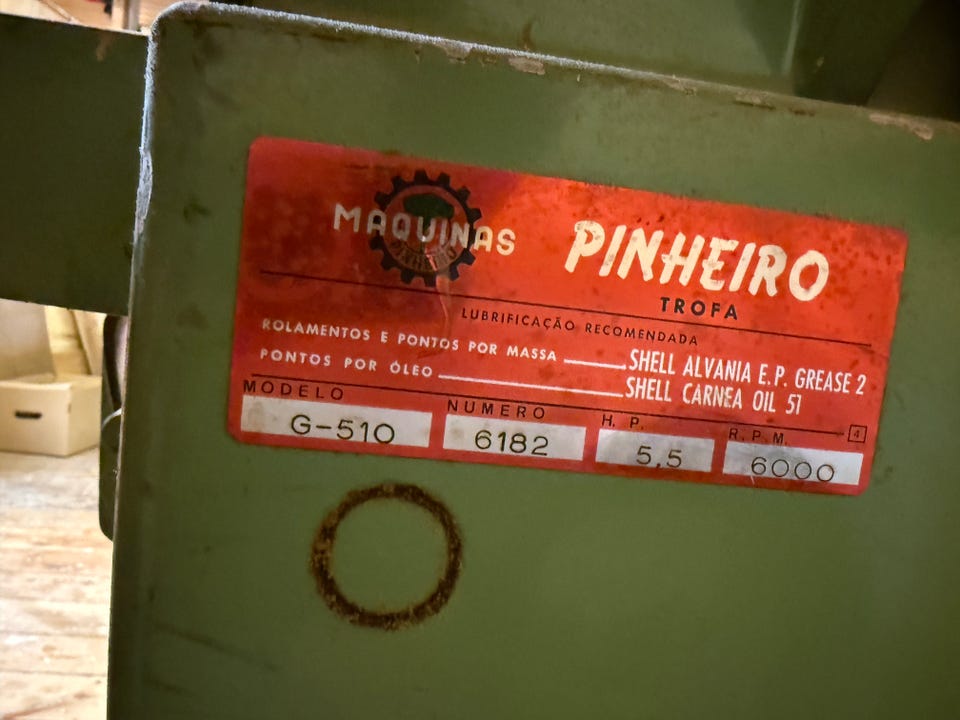 MAQUINAS PINHEIRO
PINHEIRO
TROFA
LUBRIFICAÇÃO RECOMENDADA
ROLAMENTOS E PONTOS POR MASSA SHELL ALVANIA E.P. GREASE 2
PONTOS POR ÓLEO SHELL CARNEA OIL 51
MODELO NUMERO H. P. R. P. M. 4
G-510 6182 5,5 6000